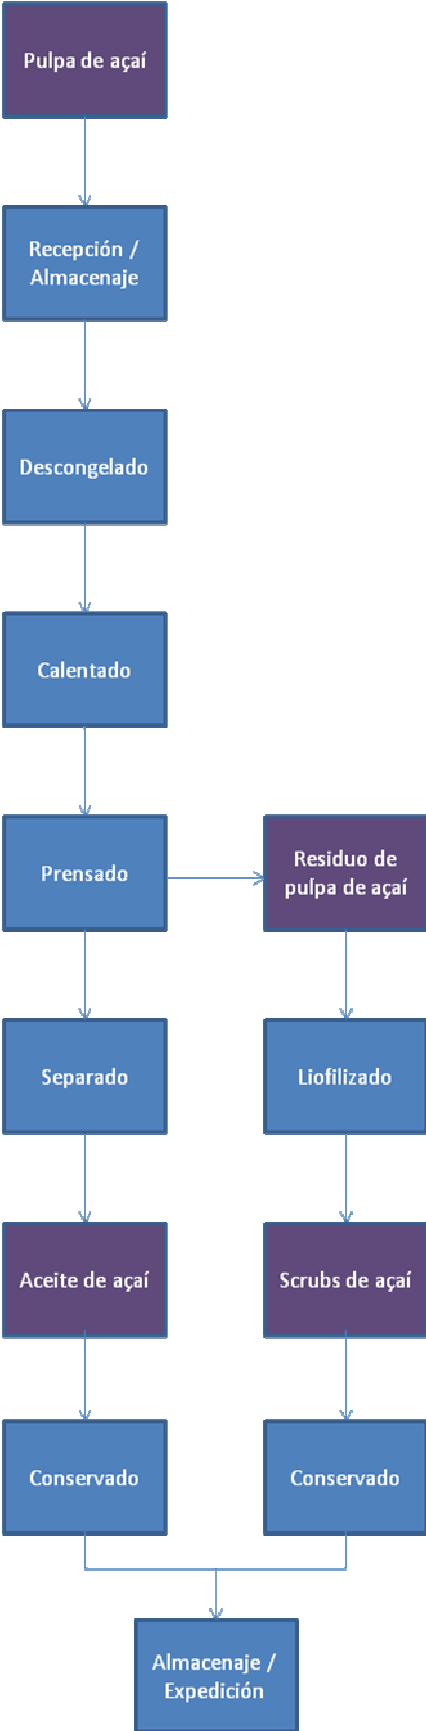 Pulpa de açaí
Recepción /
Almacenaje
Descongelado
Calentado
Prensado
Residuo de
pulpa de açaí
Separado
Liofilizado
Aceite de açaí
Scrubs de açaí
Conservado
Conservado
Almacenaje /
Expedición